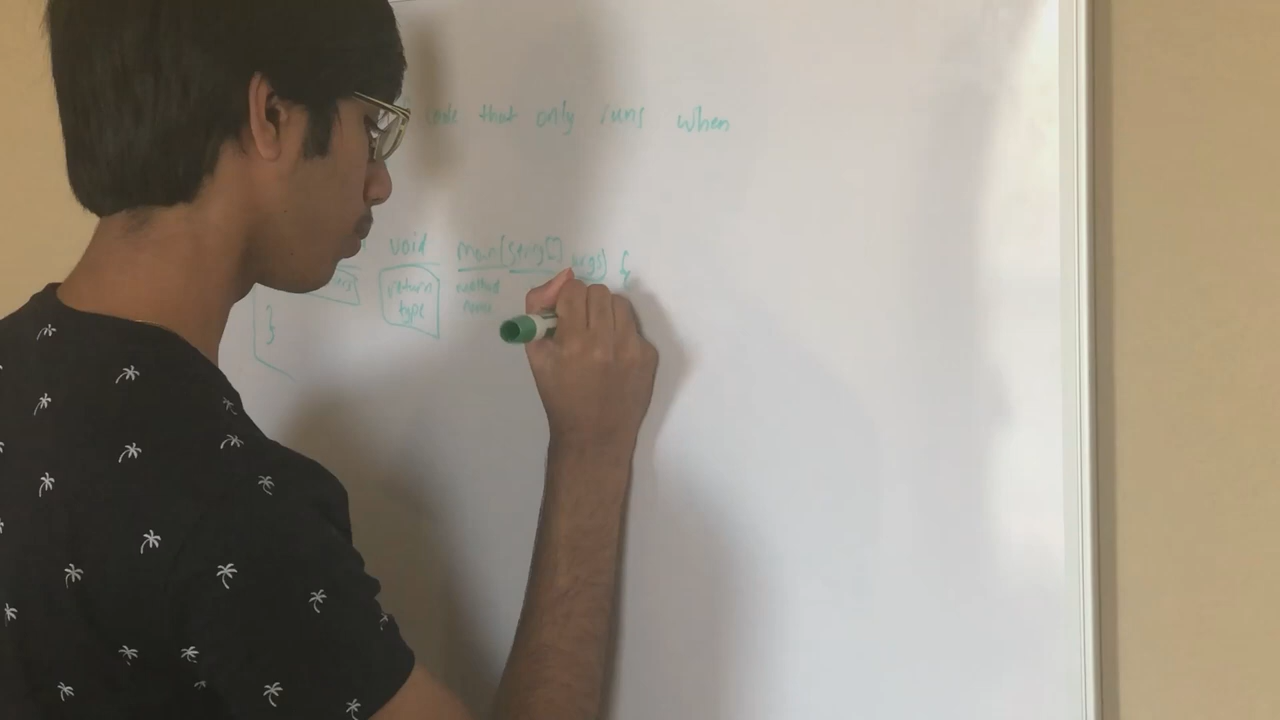 code that only runs when
void main(String[] args) {
return method
type name
}